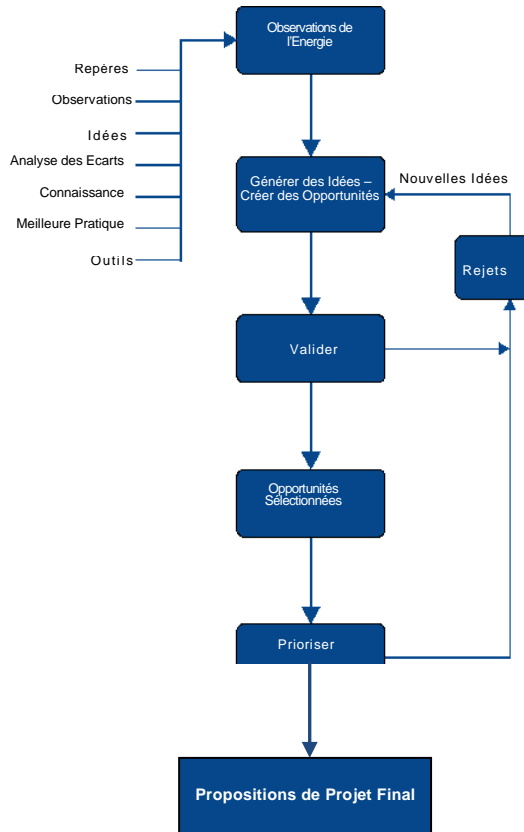 Observations de
l'Energie
Repères
Observations
Idées
Analyse des Ecarts
Connaissance
Meilleure Pratique
Outils
Générer des Idées –
Créer des Opportunités
Nouvelles Idées
Rejets
Valider
Opportunités
Sélectionnées
Prioriser
Propositions de Projet Final